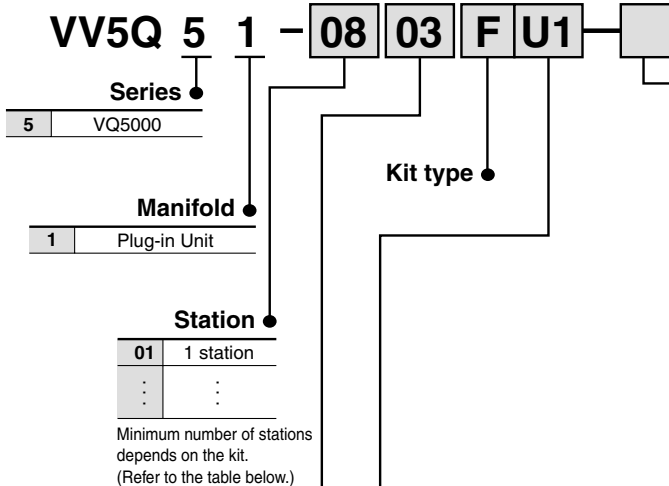 VV5Q 5 1 - 08 03 F U1 -
Series
5 VQ5000
Kit type
Manifold
1 Plug-in Unit
Station
01 1 station
⋮ ⋮
Minimum number of stations
depends on the kit.
(Refer to the table below.)